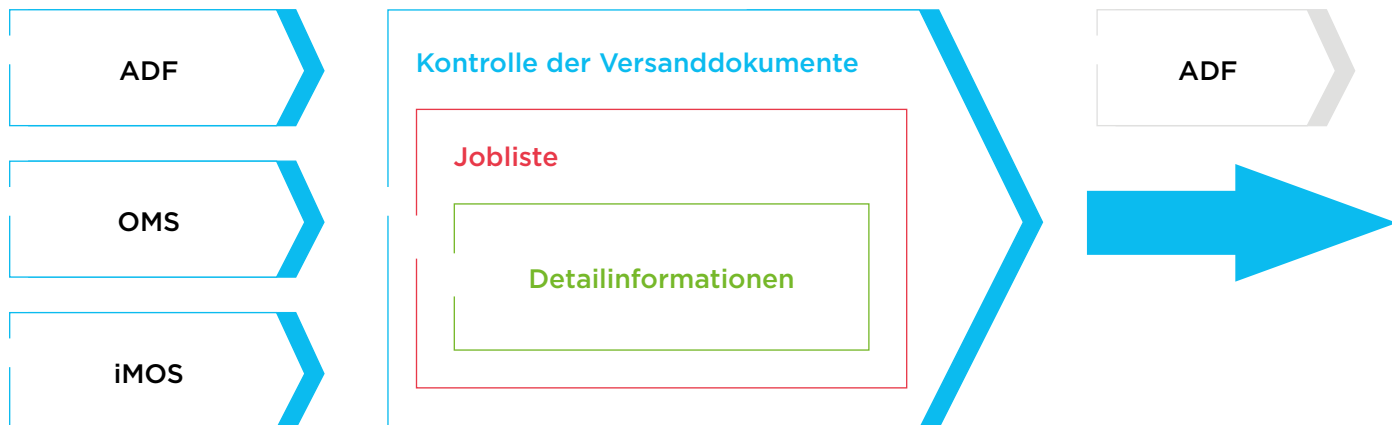 ADF
OMS
iMOS
Kontrolle der Versanddokumente
Jobliste
Detailinformationen
ADF